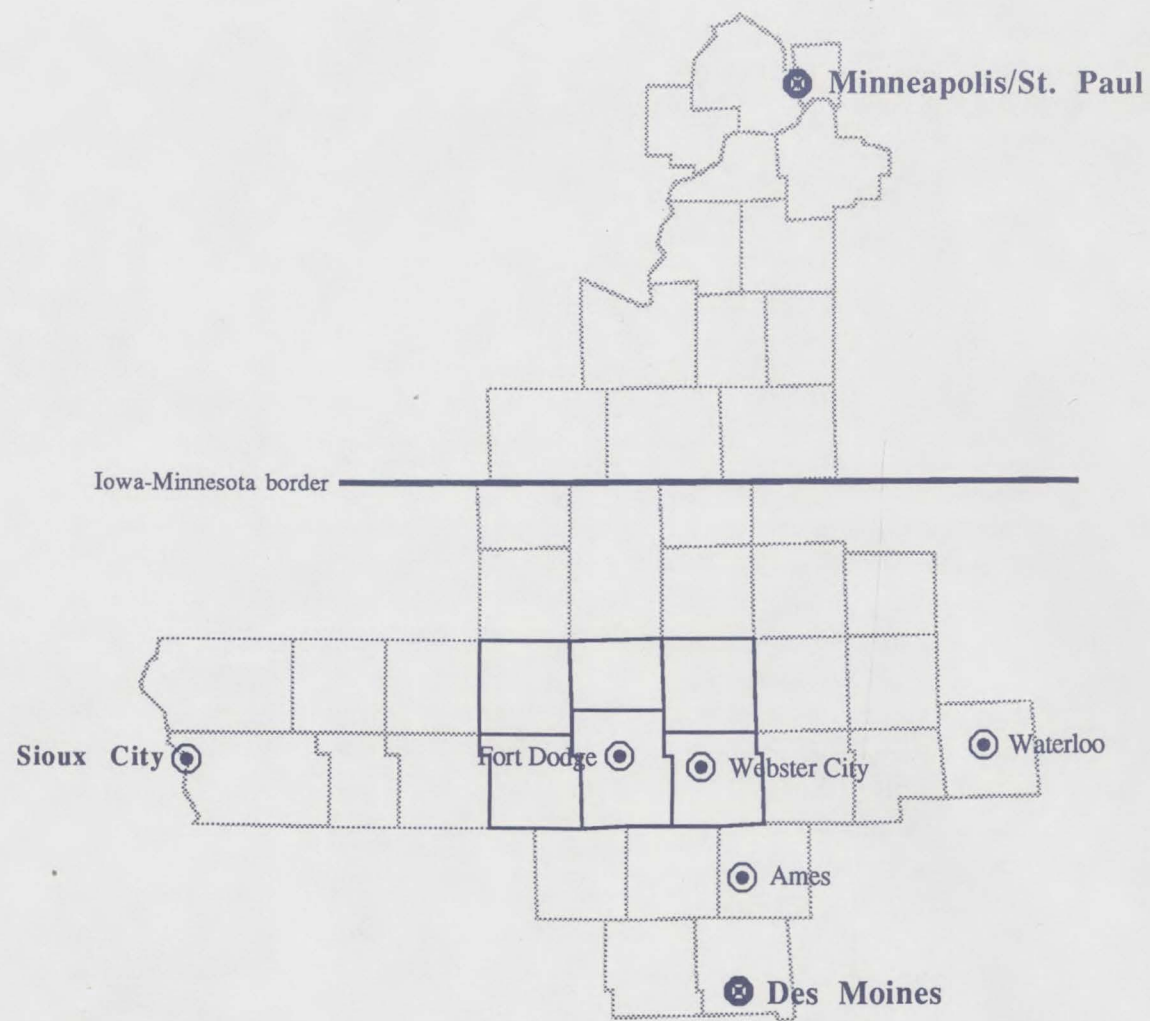 Minneapolis/St. Paul
Iowa-Minnesota border
Sioux City
Fort Dodge
Webster City
Waterloo
Ames
Des Moines